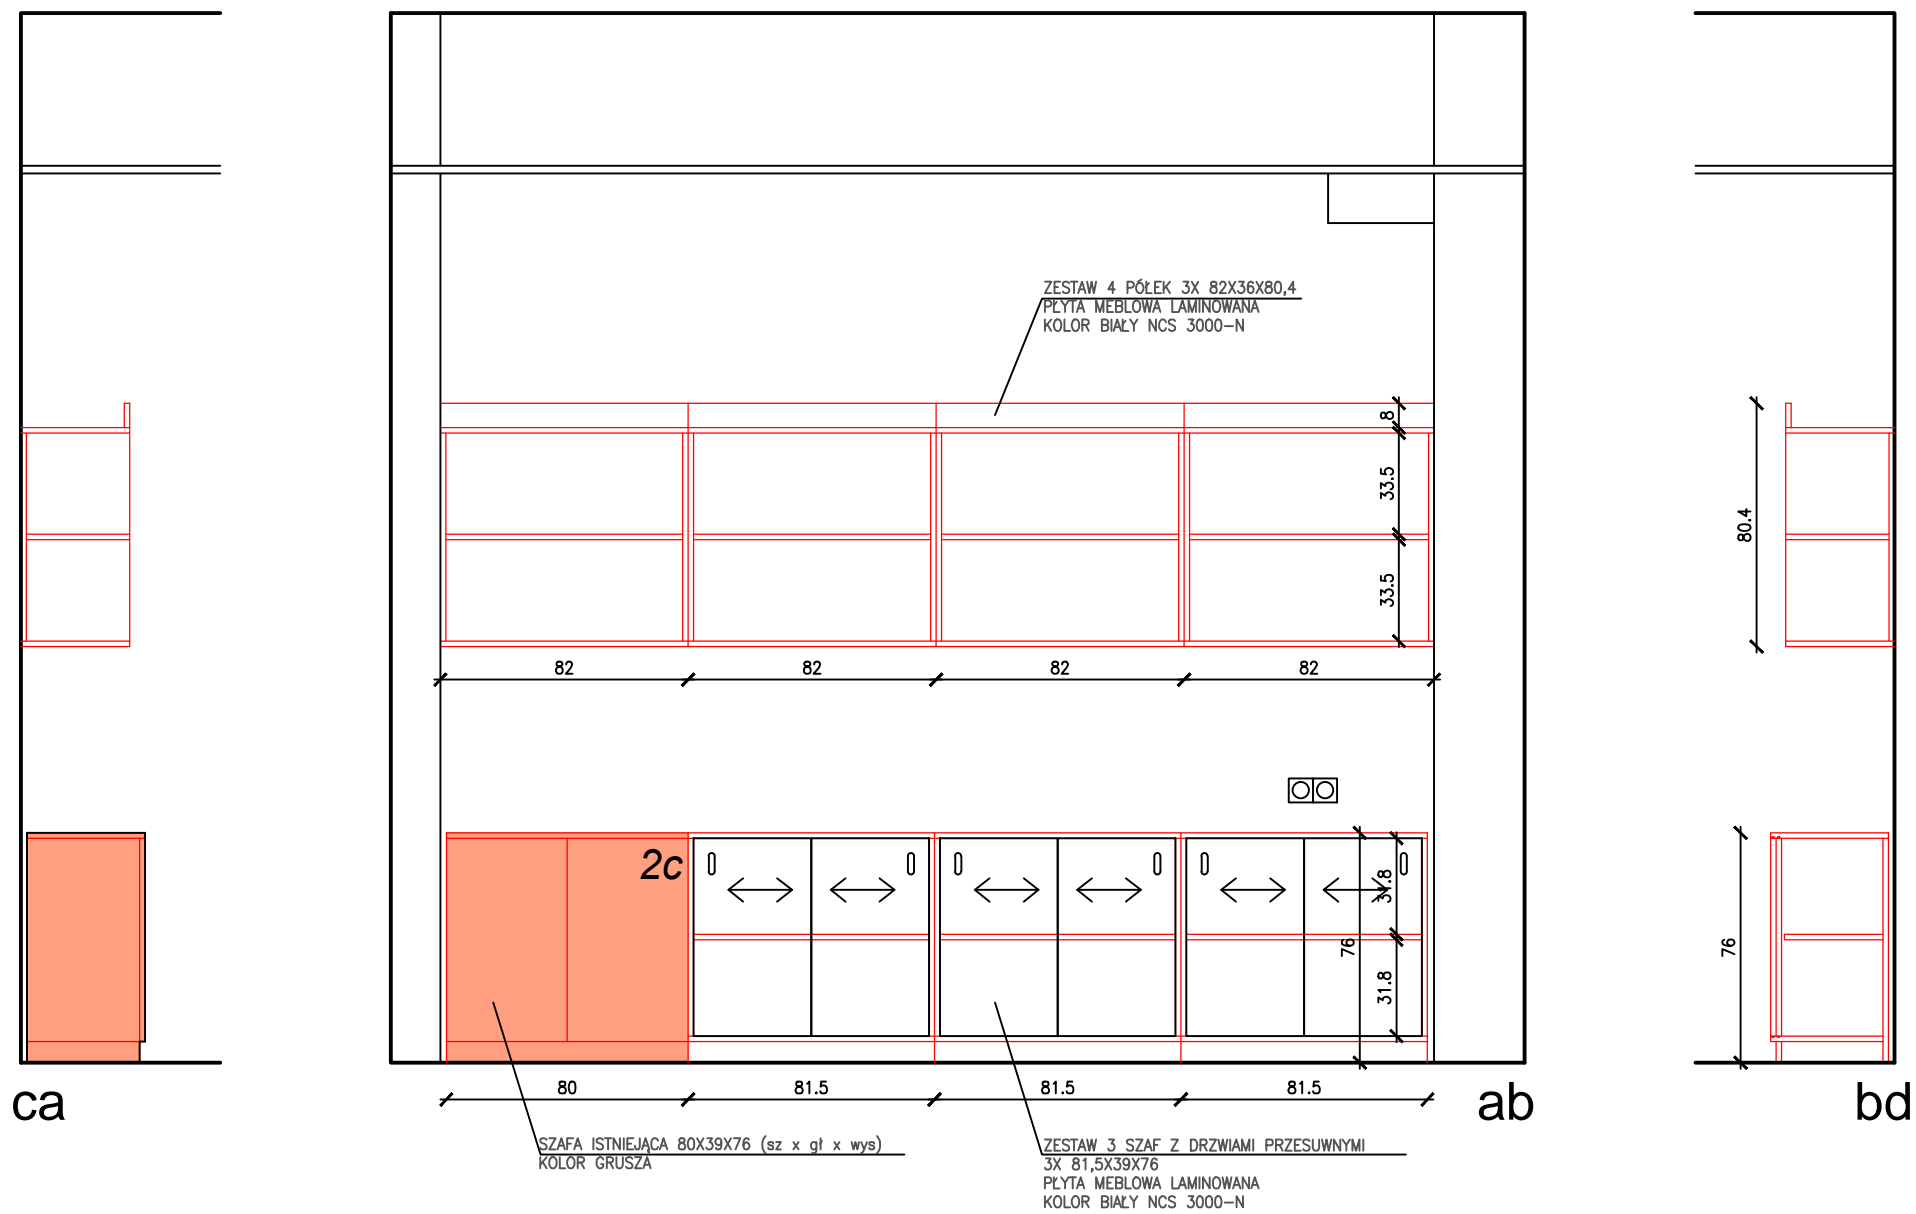 ZESTAW 4 PÓŁEK 3X 82X36X80,4
PŁYTA MEBLOWA LAMINOWANA
KOLOR BIAŁY NCS 3000-N
8
33.5
33.5
80.4
82
82
82
82
2c
31.8
76
31.8
76
80
81.5
81.5
81.5
ca
ab
bd
SZAFA ISTNIEJĄCA 80X39X76 (sz x gł x wys)
KOLOR GRUSZA
ZESTAW 3 SZAF Z DRZWIAMI PRZESUWNYMI
3X 81,5X39X76
PŁYTA MEBLOWA LAMINOWANA
KOLOR BIAŁY NCS 3000-N